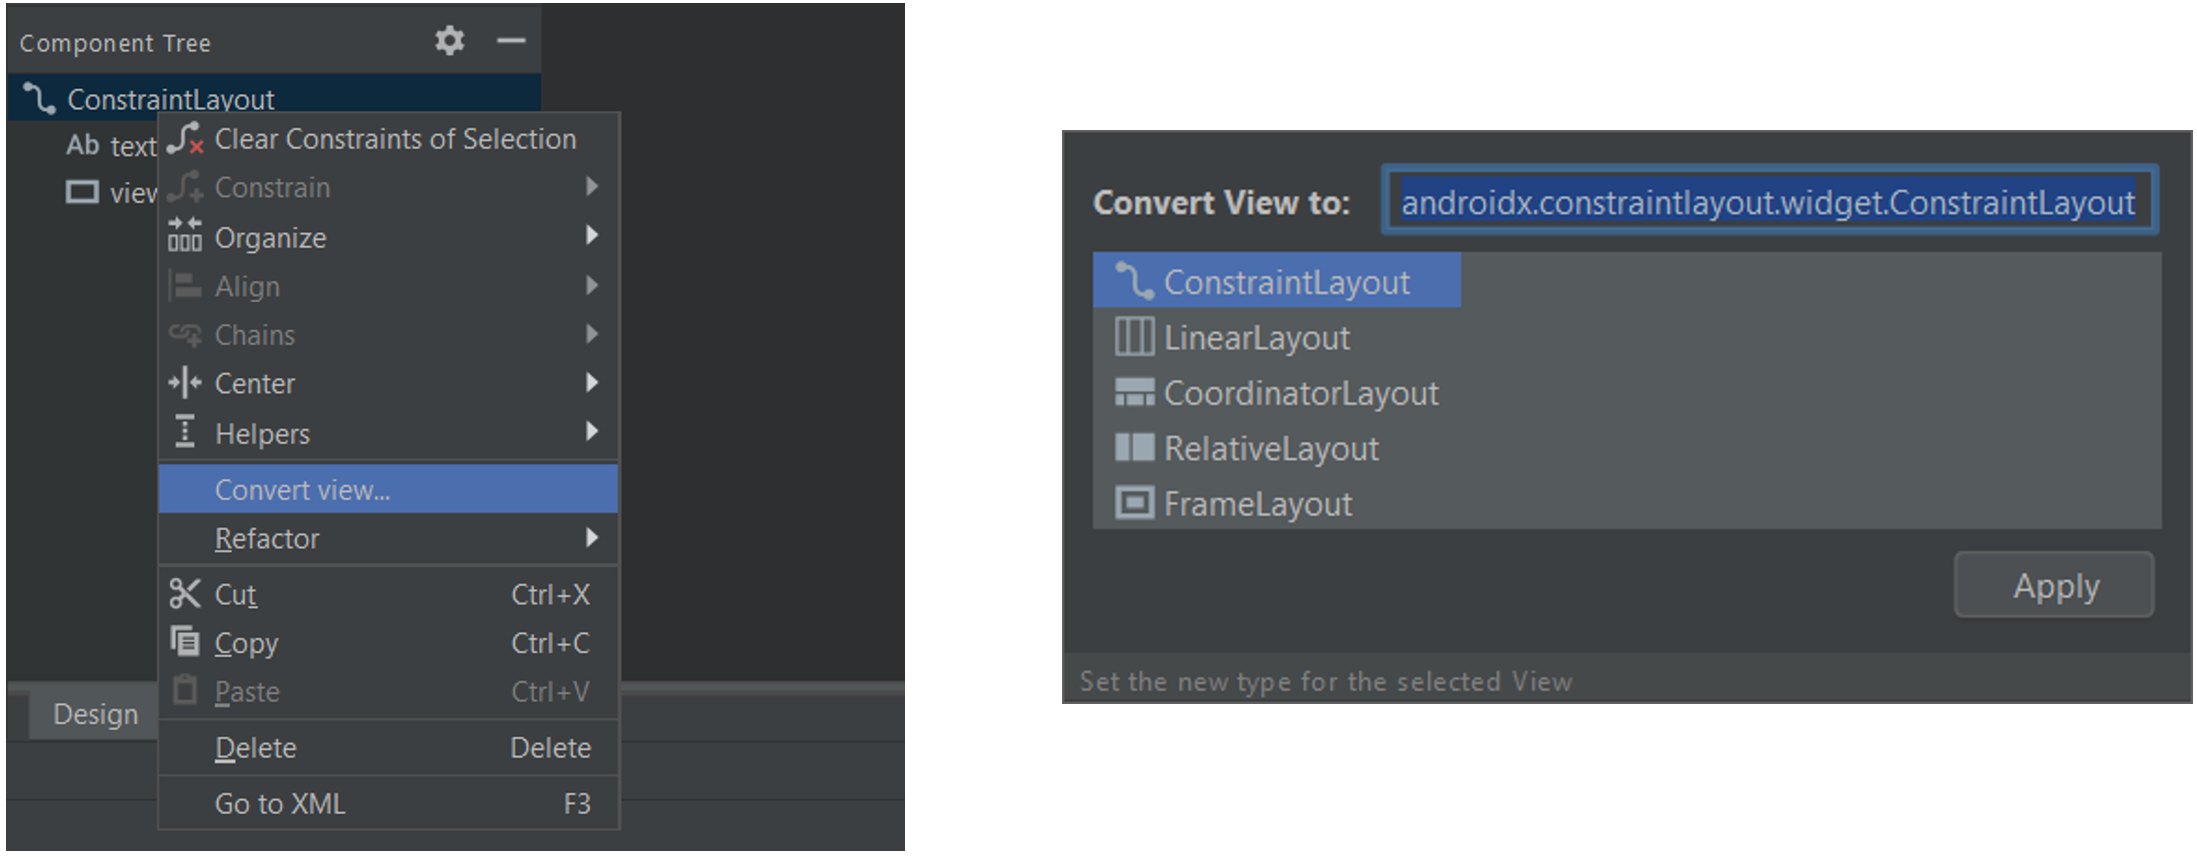 Component Tree
ConstraintLayout
Ab text
view
Clear Constraints of Selection
Constrain
Organize
Align
Chains
Center
Helpers
Convert view...
Refactor
Cut Ctrl+X
Copy Ctrl+C
Paste Ctrl+V
Delete Delete
Go to XML F3
Design
Convert View to: androidx.constraintlayout.widget.ConstraintLayout
ConstraintLayout
LinearLayout
CoordinatorLayout
RelativeLayout
FrameLayout
Apply
Set the new type for the selected View